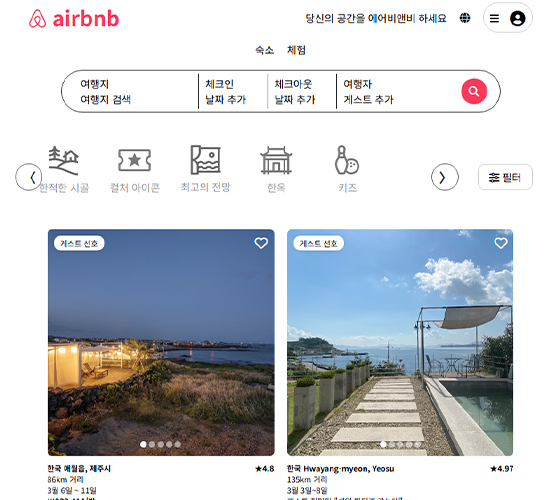 airbnb
당신의 공간을 에어비앤비 하세요
숙소 체험
여행지 체크인 체크아웃 여행자
여행지 검색 날짜 추가 날짜 추가 게스트 추가
한적한 시골 컬처 아이콘 최고의 전망 한옥 키즈
필터
게스트 선호 게스트 선호
한국 애월읍, 제주시 ★4.8
86km 거리
3월 6일 ~ 11일
한국 Hwayang-myeon, Yeosu ★4.97
135km 거리
3월 3일~8일